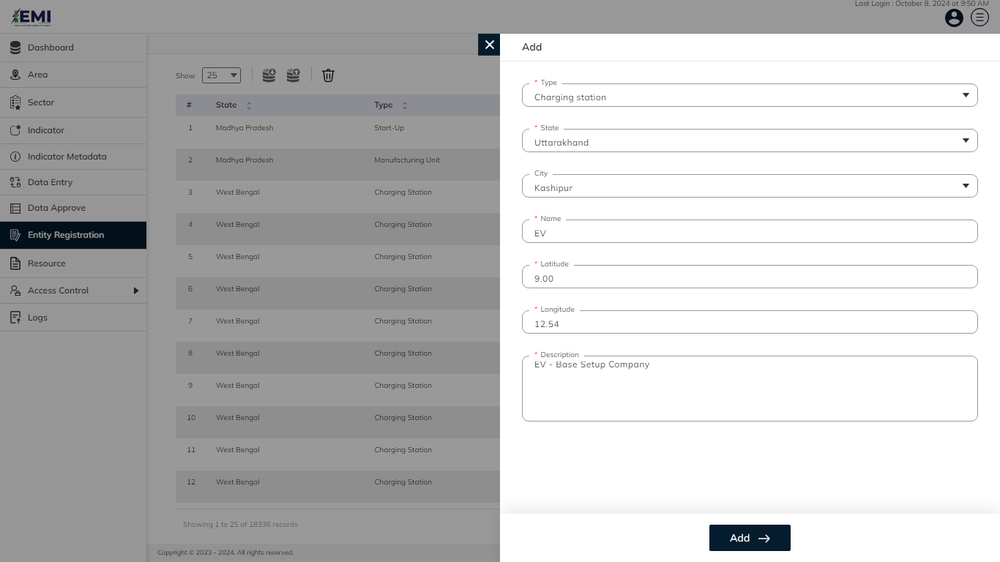 Last Login : October 8, 2024 at 9:50 AM
EMI
Dashboard
Area
Sector
Indicator
Indicator Metadata
Data Entry
Data Approve
Entity Registration
Resource
Access Control
Logs
Show 25
# State Type
1 Madhya Pradesh Start-Up
2 Madhya Pradesh Manufacturing Unit
3 West Bengal Charging Station
4 West Bengal Charging Station
5 West Bengal Charging Station
6 West Bengal Charging Station
7 West Bengal Charging Station
8 West Bengal Charging Station
9 West Bengal Charging Station
10 West Bengal Charging Station
11 West Bengal Charging Station
12 West Bengal Charging Station
Showing 1 to 25 of 18336 records
Copyright © 2023 - 2024. All rights reserved.
Add
* Type
Charging station
* State
Uttarakhand
City
Kashipur
* Name
EV
* Latitude
9.00
* Longitude
12.54
* Description
EV - Base Setup Company
Add